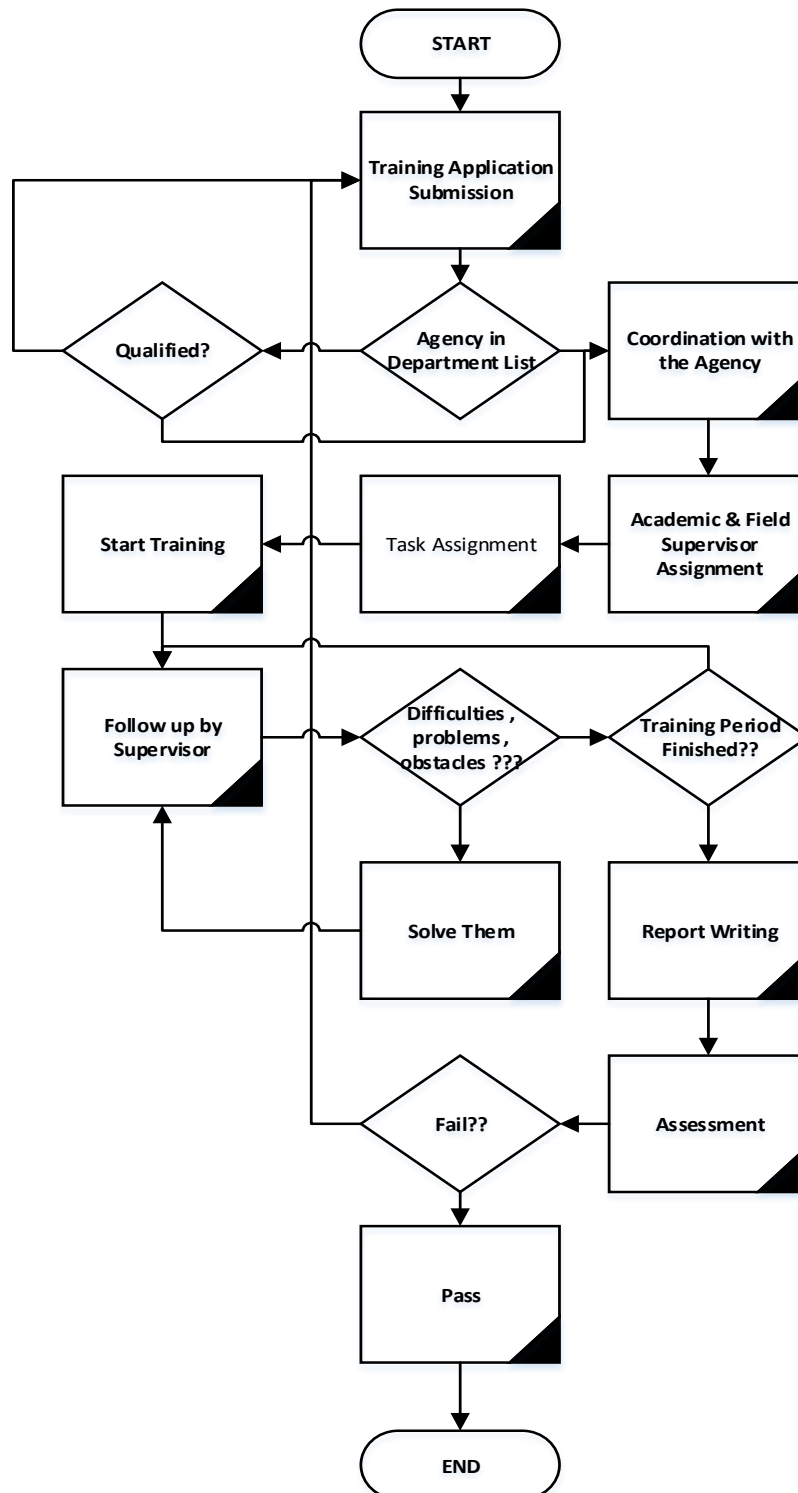 START
Training Application
Submission
Qualified?
Agency in
Department List
Coordination with
the Agency
Start Training
Task Assignment
Academic & Field
Supervisor
Assignment
Follow up by
Supervisor
Difficulties ,
problems ,
obstacles ???
Training Period
Finished??
Solve Them
Report Writing
Fail??
Assessment
Pass
END